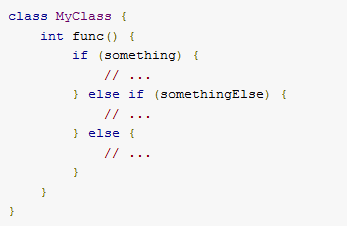 class MyClass {
    int func() {
        if (something) {
            // ...
        } else if (somethingElse) {
            // ...
        } else {
            // ...
        }
    }
}